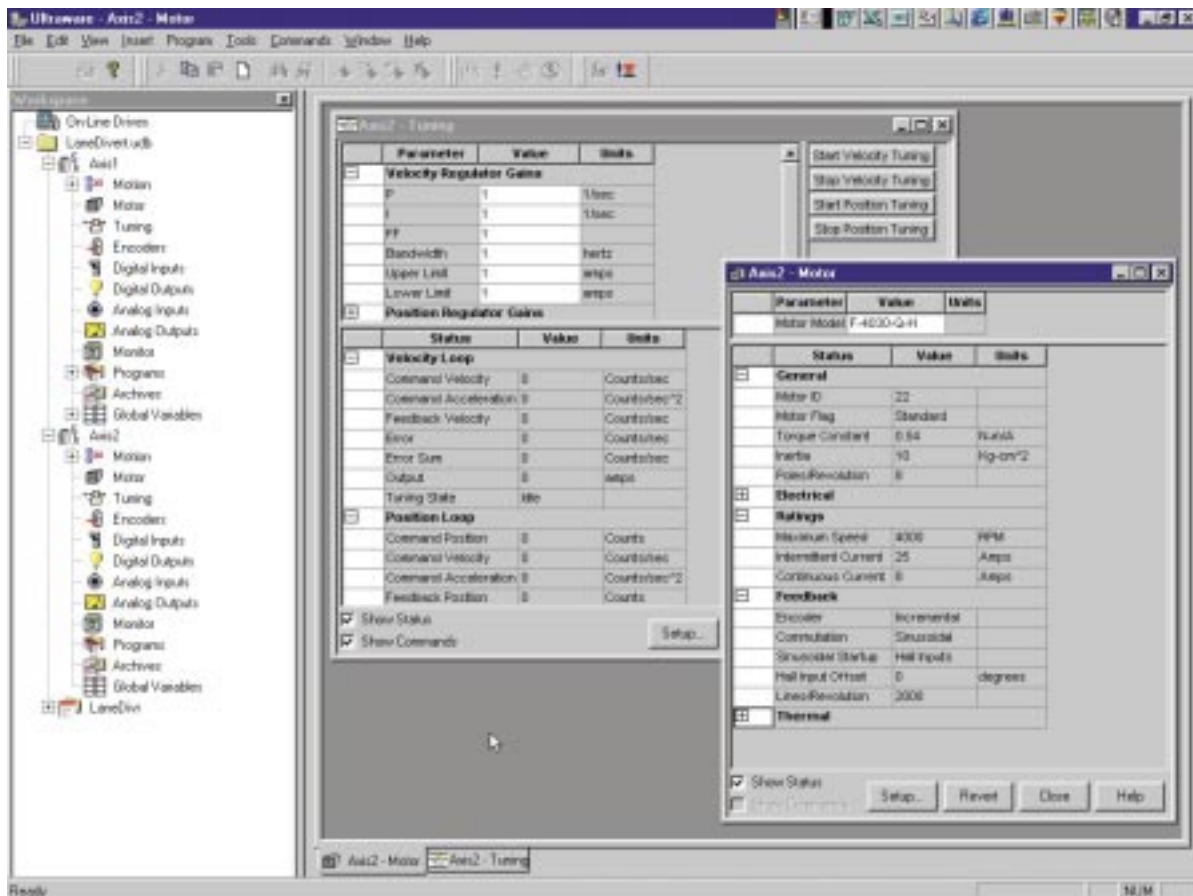 Ultraware - Axis2 - Motor
File Edit View Insert Program Tools Commands Window Help
Workspace
On-Line Drives
LaneDivert.udb
Axis1
Motion
Motor
Tuning
Encoders
Digital Inputs
Digital Outputs
Analog Inputs
Analog Outputs
Monitor
Programs
Archives
Global Variables
Axis2
Motion
Motor
Tuning
Encoders
Digital Inputs
Digital Outputs
Analog Inputs
Analog Outputs
Monitor
Programs
Archives
Global Variables
LaneDivi
Axis2 - Tuning
Parameter Value Units
Velocity Regulator Gains
P 1 1/sec
I 1 1/sec
FF 1
Bandwidth 1 hertz
Upper Limit 1 amps
Lower Limit 1 amps
Position Regulator Gains
Start Velocity Tuning
Stop Velocity Tuning
Start Position Tuning
Stop Position Tuning
Status Value Units
Velocity Loop
Command Velocity 0 Counts/sec
Command Acceleration 0 Counts/sec^2
Feedback Velocity 0 Counts/sec
Error 0 Counts/sec
Error Sum 0 Counts/sec
Output 0 amps
Tuning State Idle
Position Loop
Command Position 0 Counts
Command Velocity 0 Counts/sec
Command Acceleration 0 Counts/sec^2
Feedback Position 0 Counts
Show Status
Show Commands
Setup...
Axis2 - Motor
Parameter Value Units
Motor Model F-4030-Q-H
Status Value Units
General
Motor ID 22
Motor Flag Standard
Torque Constant 0.84 N-m/A
Inertia 10 Kg-cm^2
Poles/Revolution 8
Electrical
Ratings
Maximum Speed 4000 RPM
Intermittent Current 25 Amps
Continuous Current 8 Amps
Feedback
Encoder Incremental
Commutation Sinusoidal
Sinusoidal Startup Hall Inputs
Hall Input Offset 0 degrees
Lines/Revolution 2000
Thermal
Show Status
Show Commands
Setup... Revert Close Help
Axis2 - Motor Axis2 - Tuning
Ready NUM